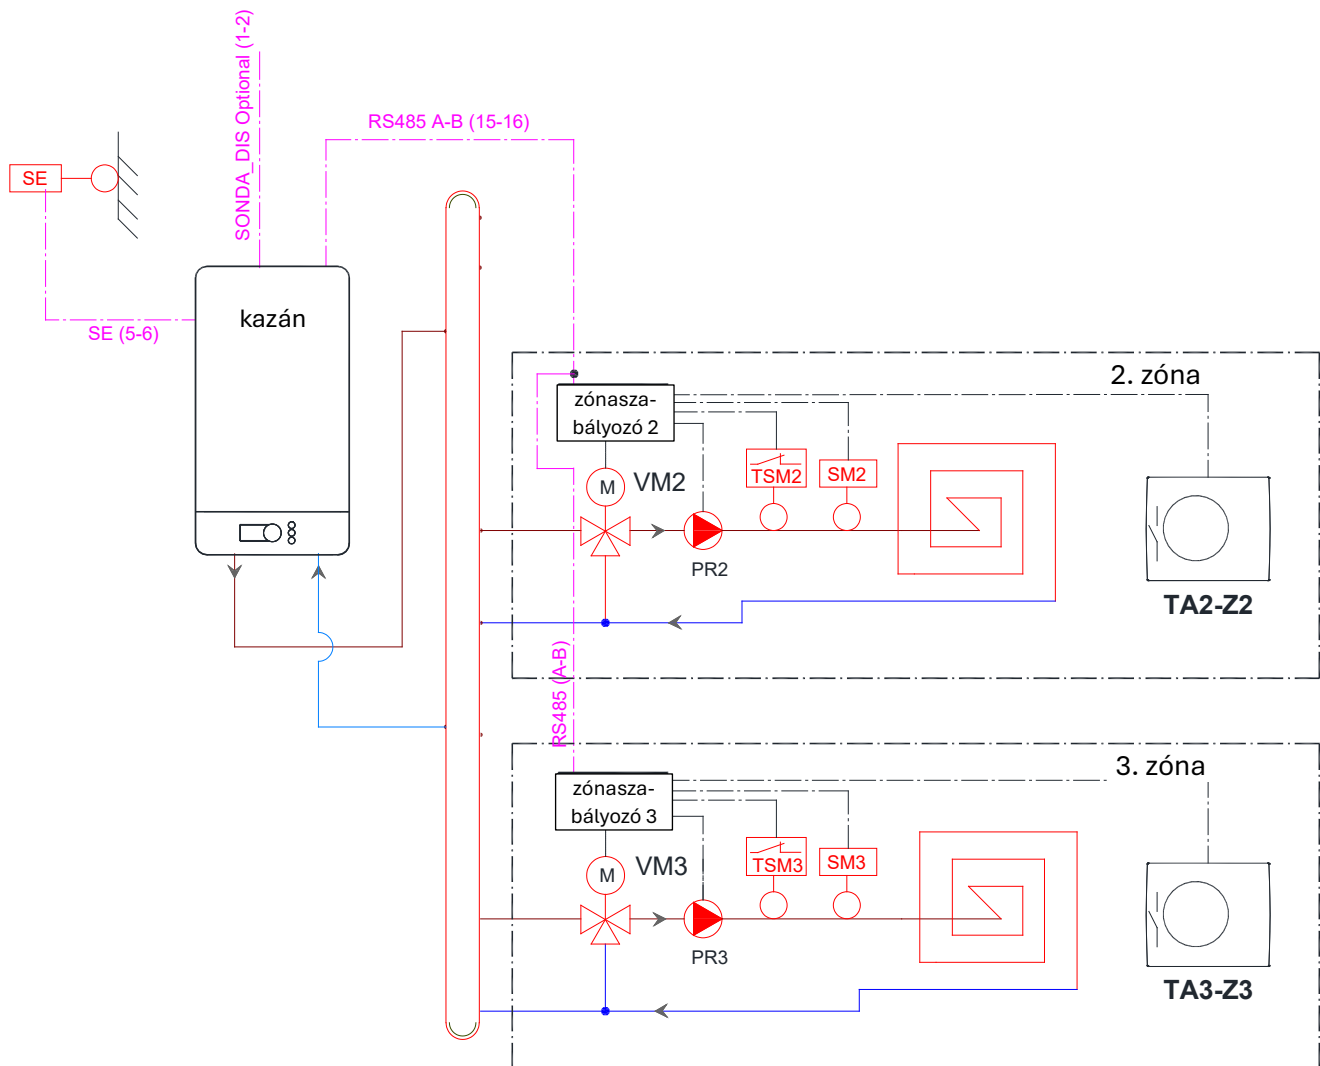 SONDA_DIS Optional (1-2)
RS485 A-B (15-16)
SE
kazán
SE (5-6)
2. zóna
zónasza-
bályozó 2
M
VM2
TSM2
SM2
PR2
TA2-Z2
RS485 (A-B)
3. zóna
zónasza-
bályozó 3
M
VM3
TSM3
SM3
PR3
TA3-Z3